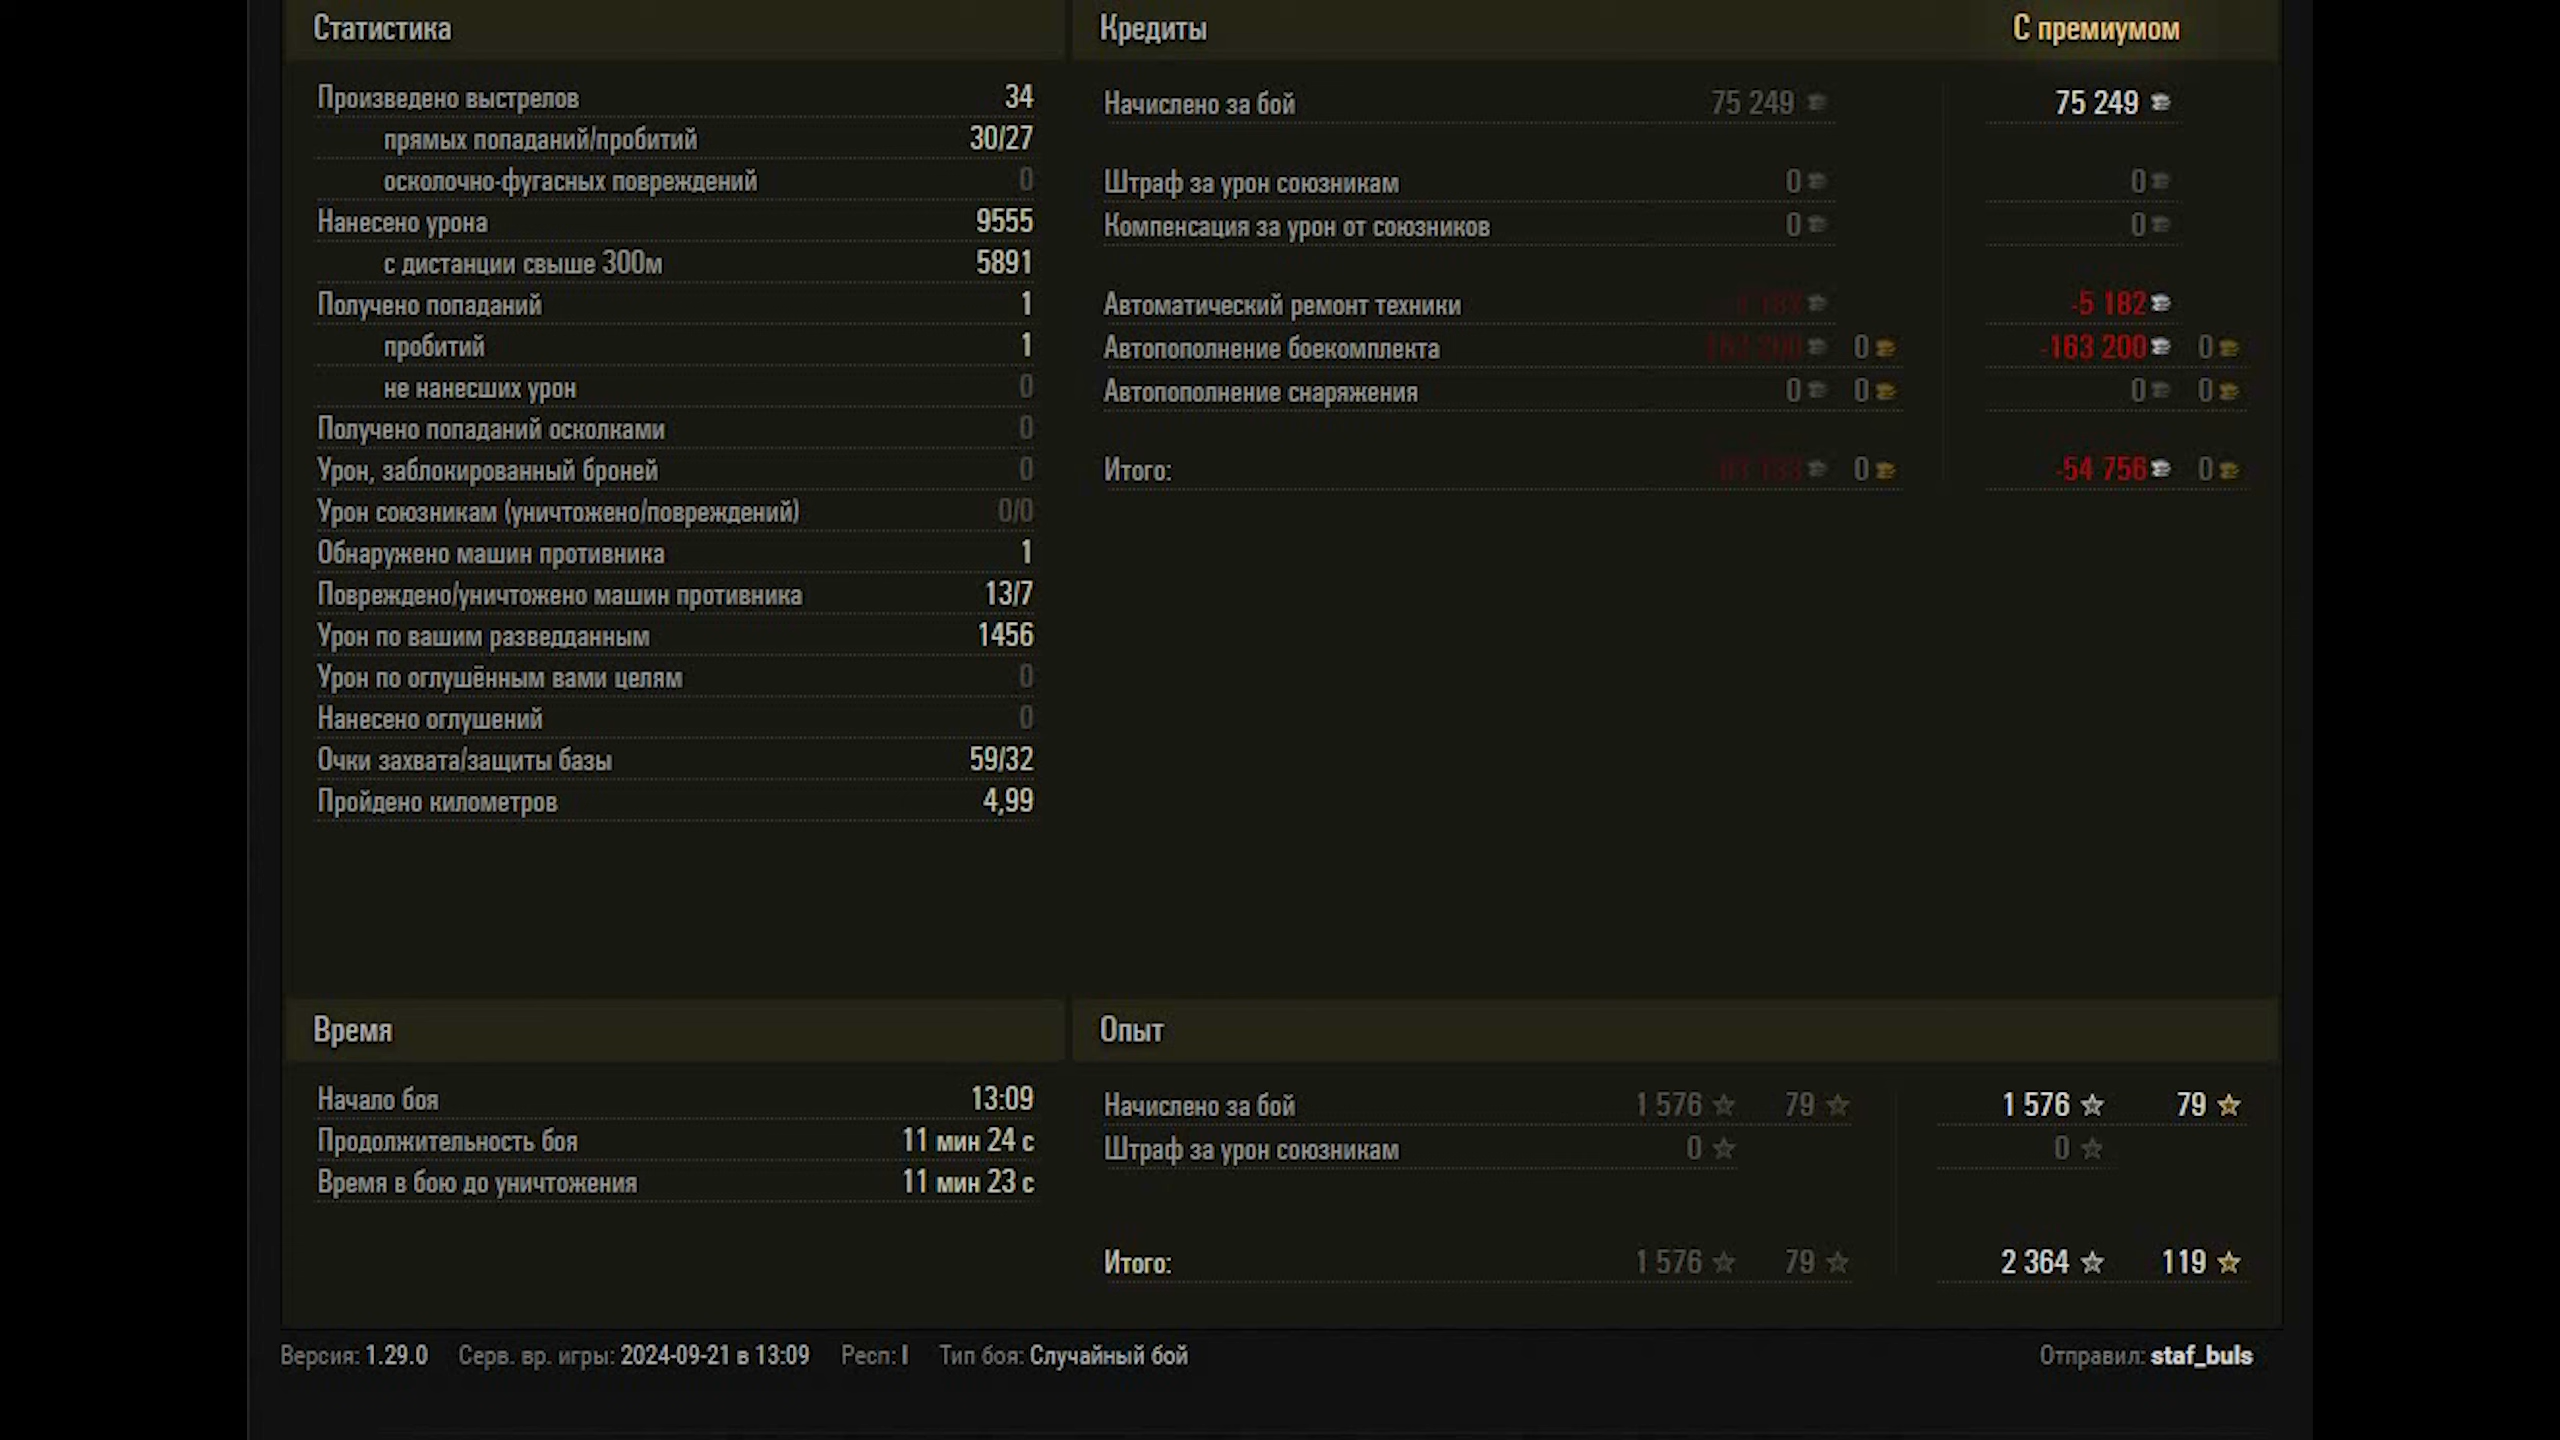 Статистика
Произведено выстрелов 34
прямых попаданий/пробитий 30/27
осколочно-фугасных повреждений 0
Нанесено урона 9555
с дистанции свыше 300м 5891
Получено попаданий 1
пробитий 1
не нанесших урон 0
Получено попаданий осколками 0
Урон, заблокированный броней 0
Урон союзникам (уничтожено/повреждений) 0/0
Обнаружено машин противника 1
Повреждено/уничтожено машин противника 13/7
Урон по вашим разведданным 1456
Урон по оглушённым вами целям 0
Нанесено оглушений 0
Очки захвата/защиты базы 59/32
Пройдено километров 4,99
Кредиты С премиумом
Начислено за бой 75 249 75 249
Штраф за урон союзникам 0 0
Компенсация за урон от союзников 0 0
Автоматический ремонт техники -5 182
Автопополнение боекомплекта 0 -163 200 0
Автопополнение снаряжения 0 0 0 0
Итого: 0 -54 756 0
Время
Начало боя 13:09
Продолжительность боя 11 мин 24 с
Время в бою до уничтожения 11 мин 23 с
Опыт
Начислено за бой 1 576 79 1 576 79
Штраф за урон союзникам 0 0
Итого: 1 576 79 2 364 119
Версия: 1.29.0 Серв. вр. игры: 2024-09-21 в 13:09 Респ: I Тип боя: Случайный бой Отправил: staf_buls